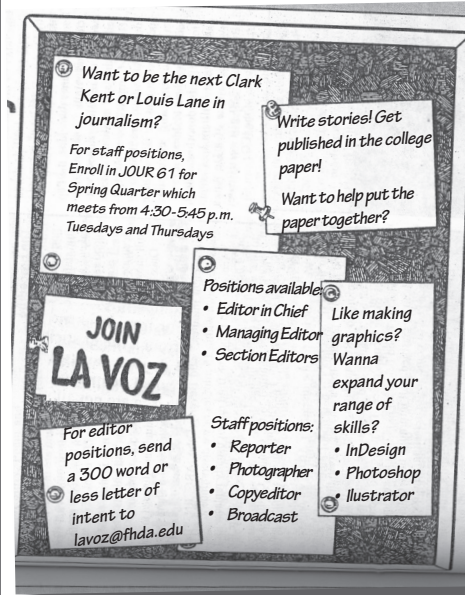 Want to be the next Clark
Kent or Louis Lane in
journalism?
For staff positions,
Enroll in JOUR 61 for
Spring Quarter which
meets from 4:30-5:45 p.m.
Tuesdays and Thursdays
Write stories! Get
published in the college
paper!
Want to help put the
paper together?
JOIN
LA VOZ
Positions available:
• Editor in Chief
• Managing Editor
• Section Editors
Staff positions:
• Reporter
• Photographer
• Copyeditor
• Broadcast
Like making
graphics?
Wanna
expand your
range of
skills?
• InDesign
• Photoshop
• Ilustrator
For editor
positions, send
a 300 word or
less letter of
intent to
lavoz@fhda.edu